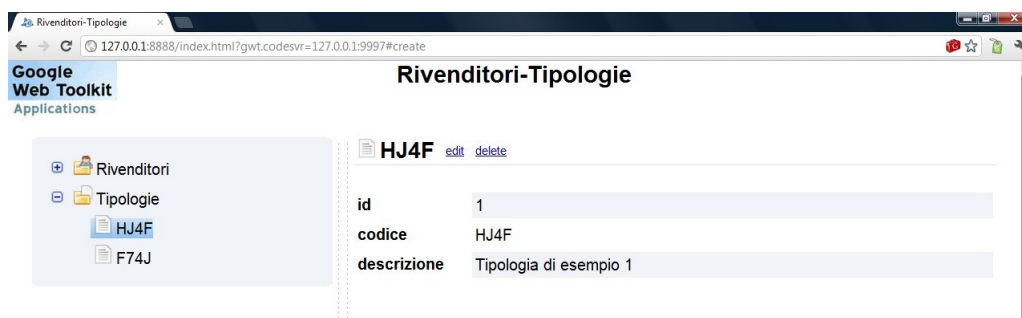 Rivenditori-Tipologie
127.0.0.1:8888/index.html?gwt.codesvr=127.0.0.1:9997#create
Google
Web Toolkit
Applications
Rivenditori-Tipologie
Rivenditori
Tipologie
HJ4F
F74J
HJ4F edit delete
id 1
codice HJ4F
descrizione Tipologia di esempio 1